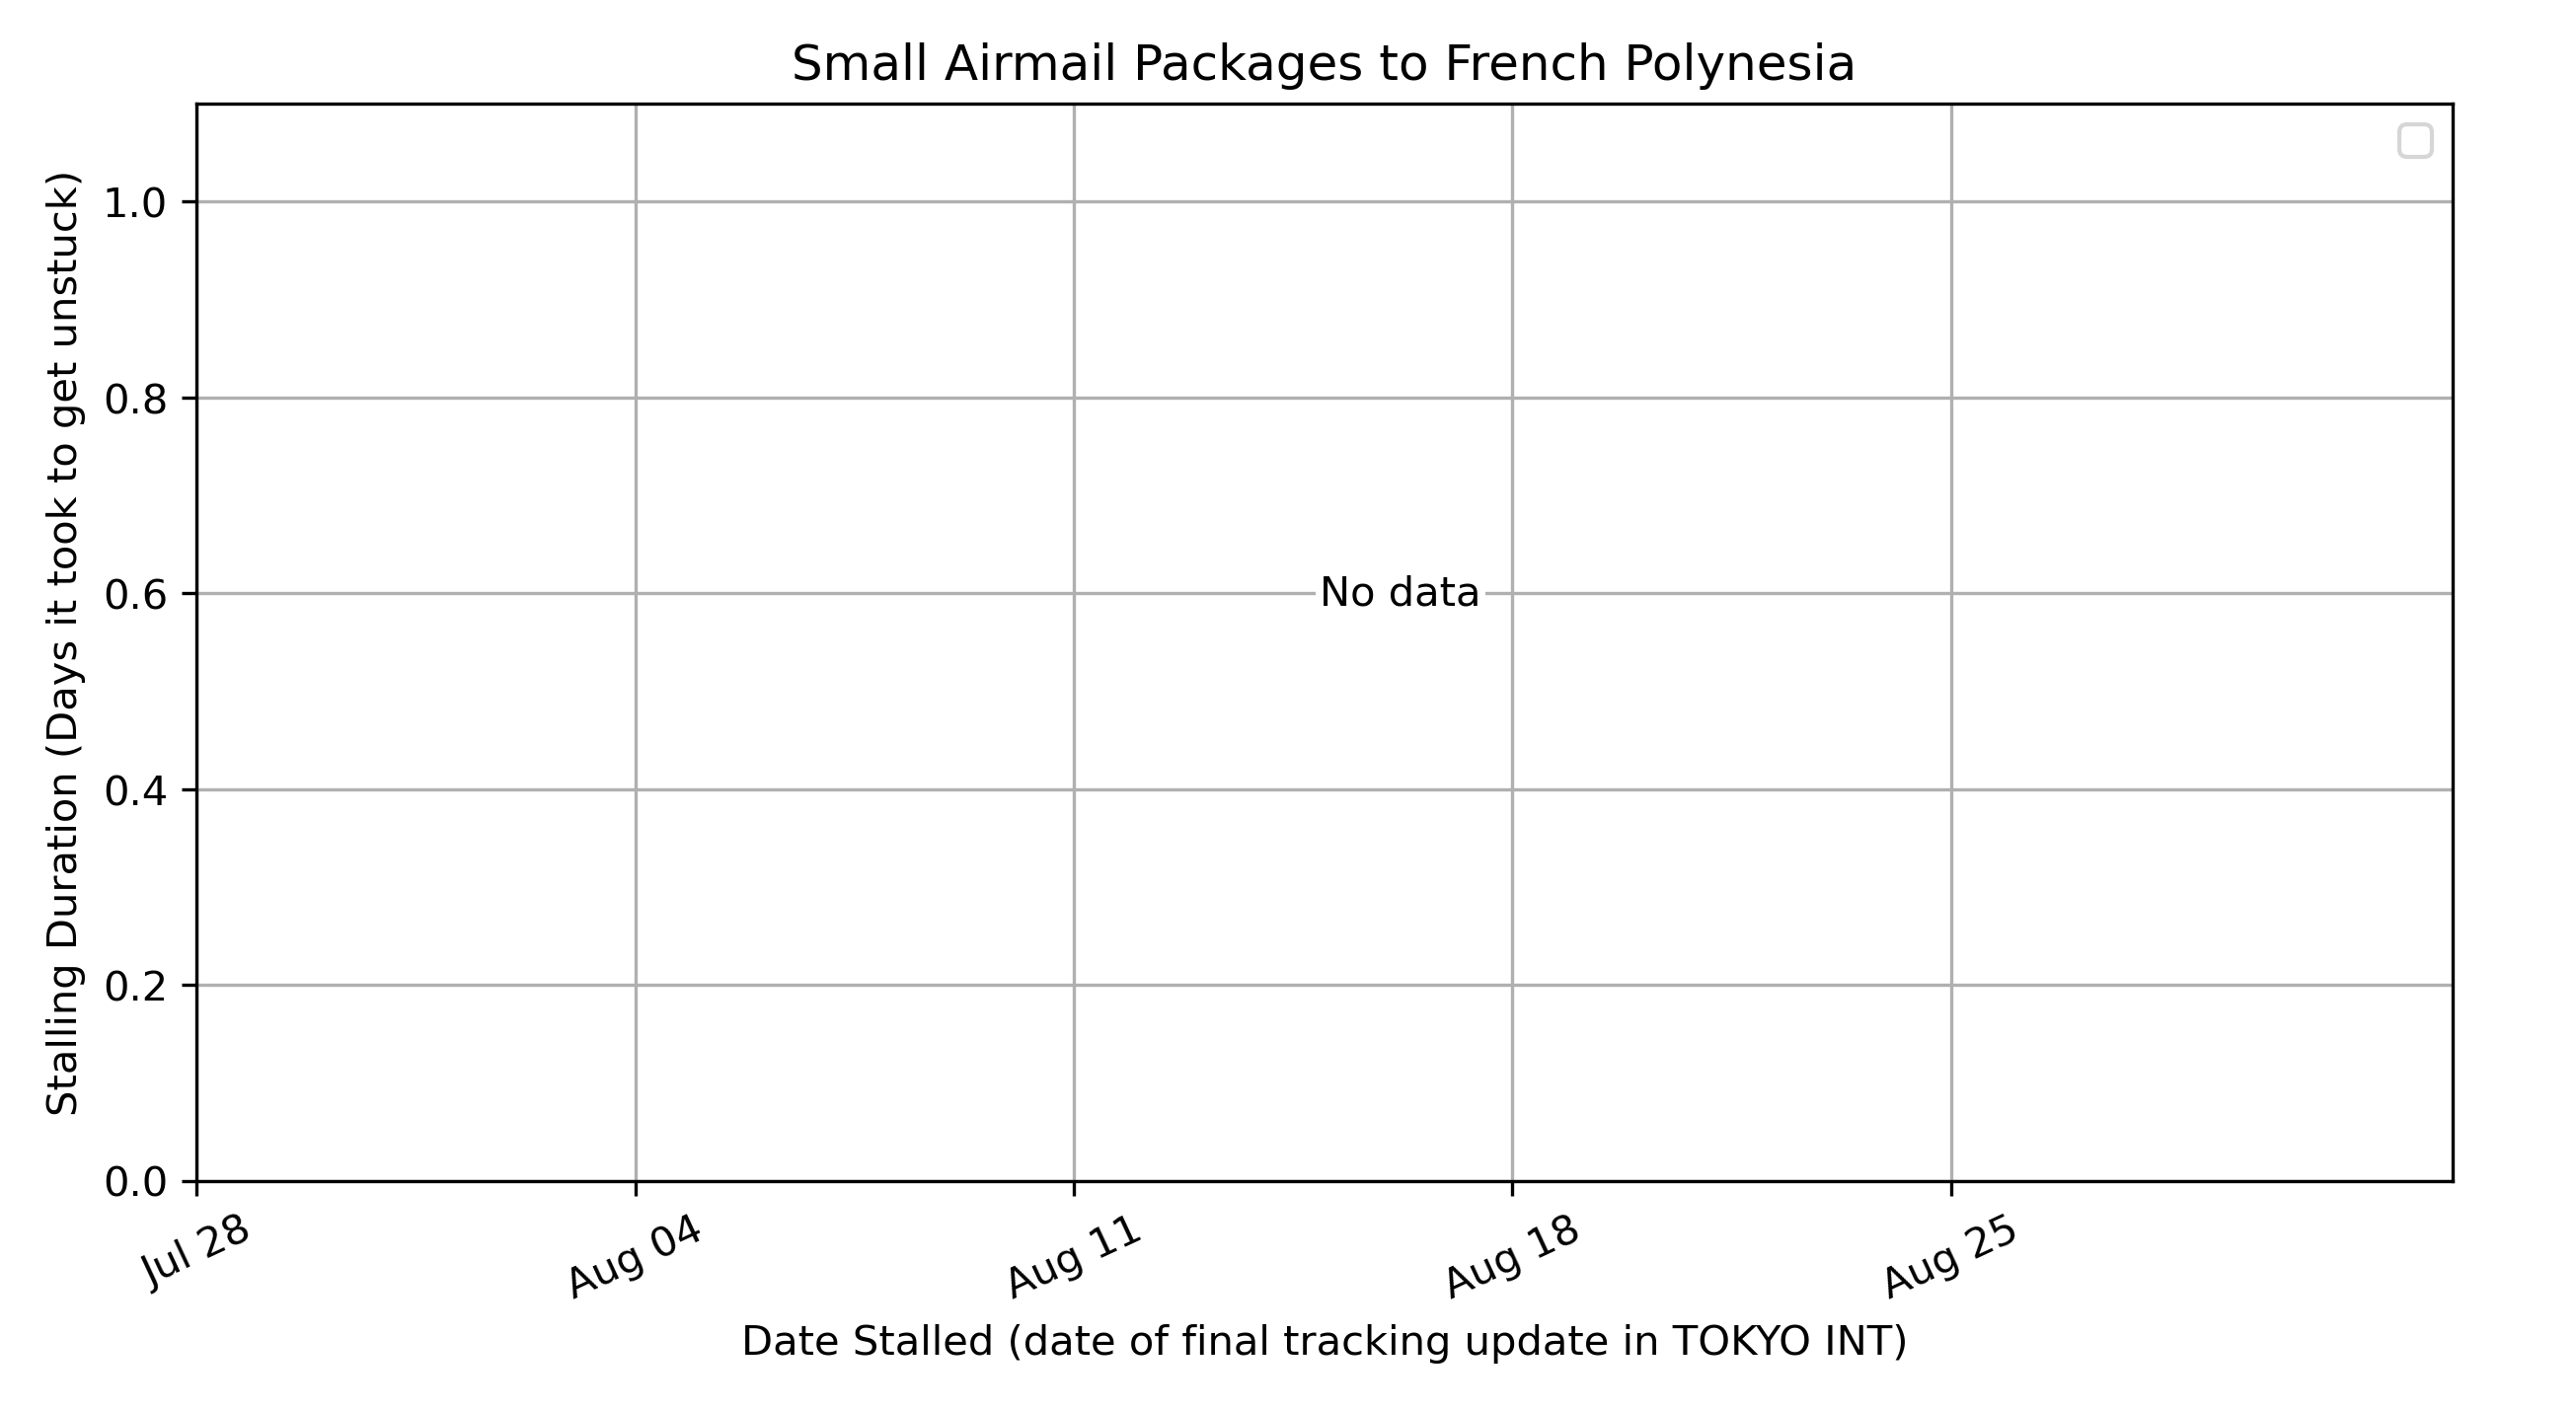 Small Airmail Packages to French Polynesia
Stalling Duration (Days it took to get unstuck)
1.0
0.8
0.6
0.4
0.2
0.0
No data
Jul 28
Aug 04
Aug 11
Aug 18
Aug 25
Date Stalled (date of final tracking update in TOKYO INT)